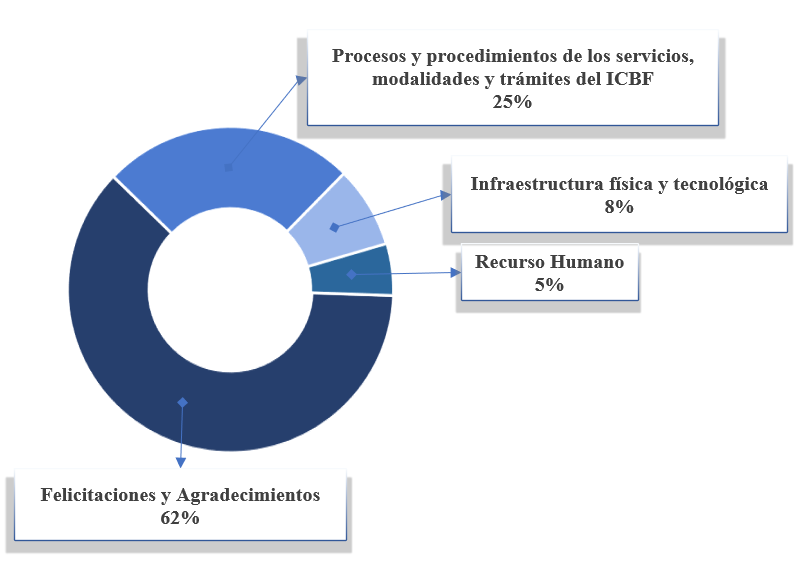 Procesos y procedimientos de los servicios,
modalidades y trámites del ICBF
25%
Infraestructura física y tecnológica
8%
Recurso Humano
5%
Felicitaciones y Agradecimientos
62%